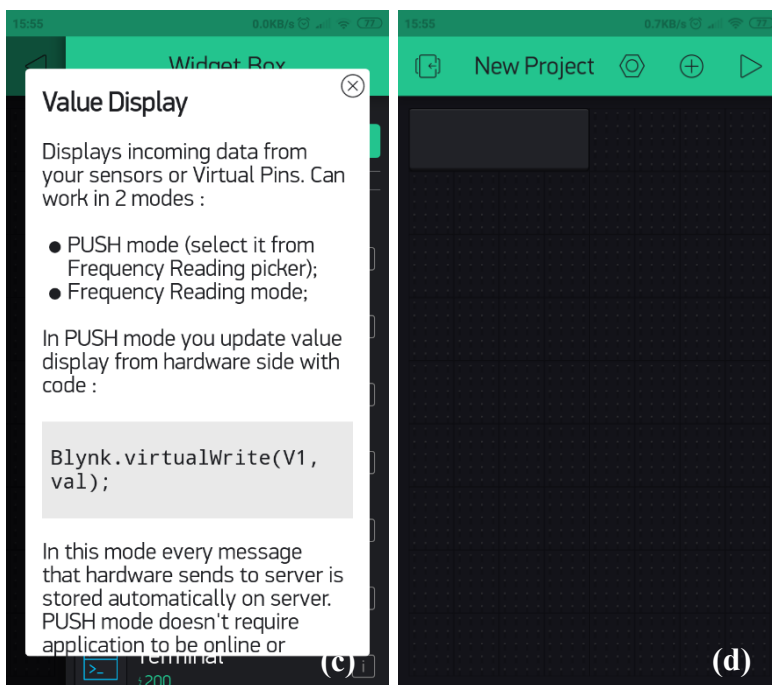 15:55 0.0KB/s 77
Widget Box
Value Display
Displays incoming data from
your sensors or Virtual Pins. Can
work in 2 modes :
● PUSH mode (select it from
Frequency Reading picker);
● Frequency Reading mode;
In PUSH mode you update value
display from hardware side with
code :
Blynk.virtualWrite(V1,
val);
In this mode every message
that hardware sends to server is
stored automatically on server.
PUSH mode doesn't require
application to be online or
Terminal
200
(c)
15:55 0.7KB/s 77
New Project
(d)